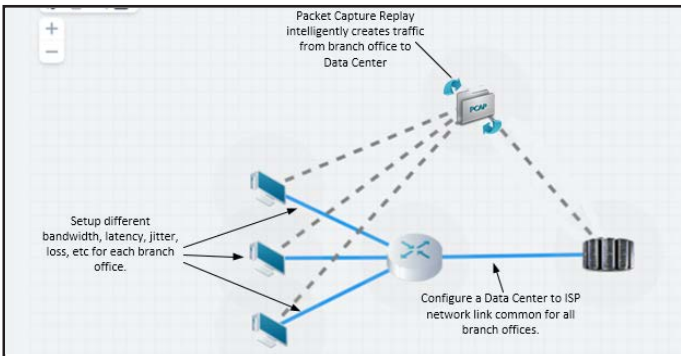 Packet Capture Replay
intelligently creates traffic
from branch office to
Data Center
PCAP
Setup different
bandwidth, latency, jitter,
loss, etc for each branch
office.
Configure a Data Center to ISP
network link common for all
branch offices.